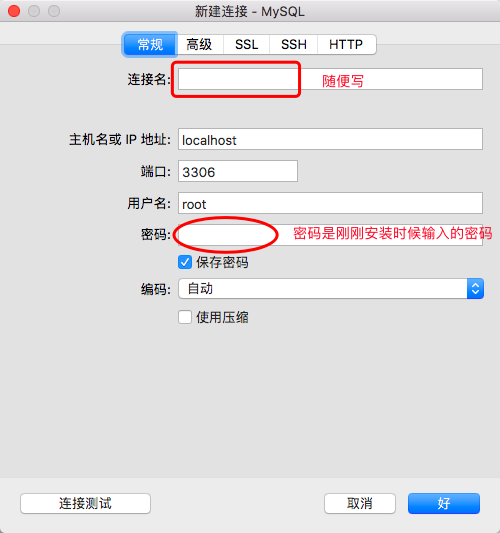 新建连接 - MySQL
常规 高级 SSL SSH HTTP
连接名: 随便写
主机名或 IP 地址: localhost
端口: 3306
用户名: root
密码: 密码是刚刚安装时候输入的密码
保存密码
编码: 自动
使用压缩
连接测试 取消 好